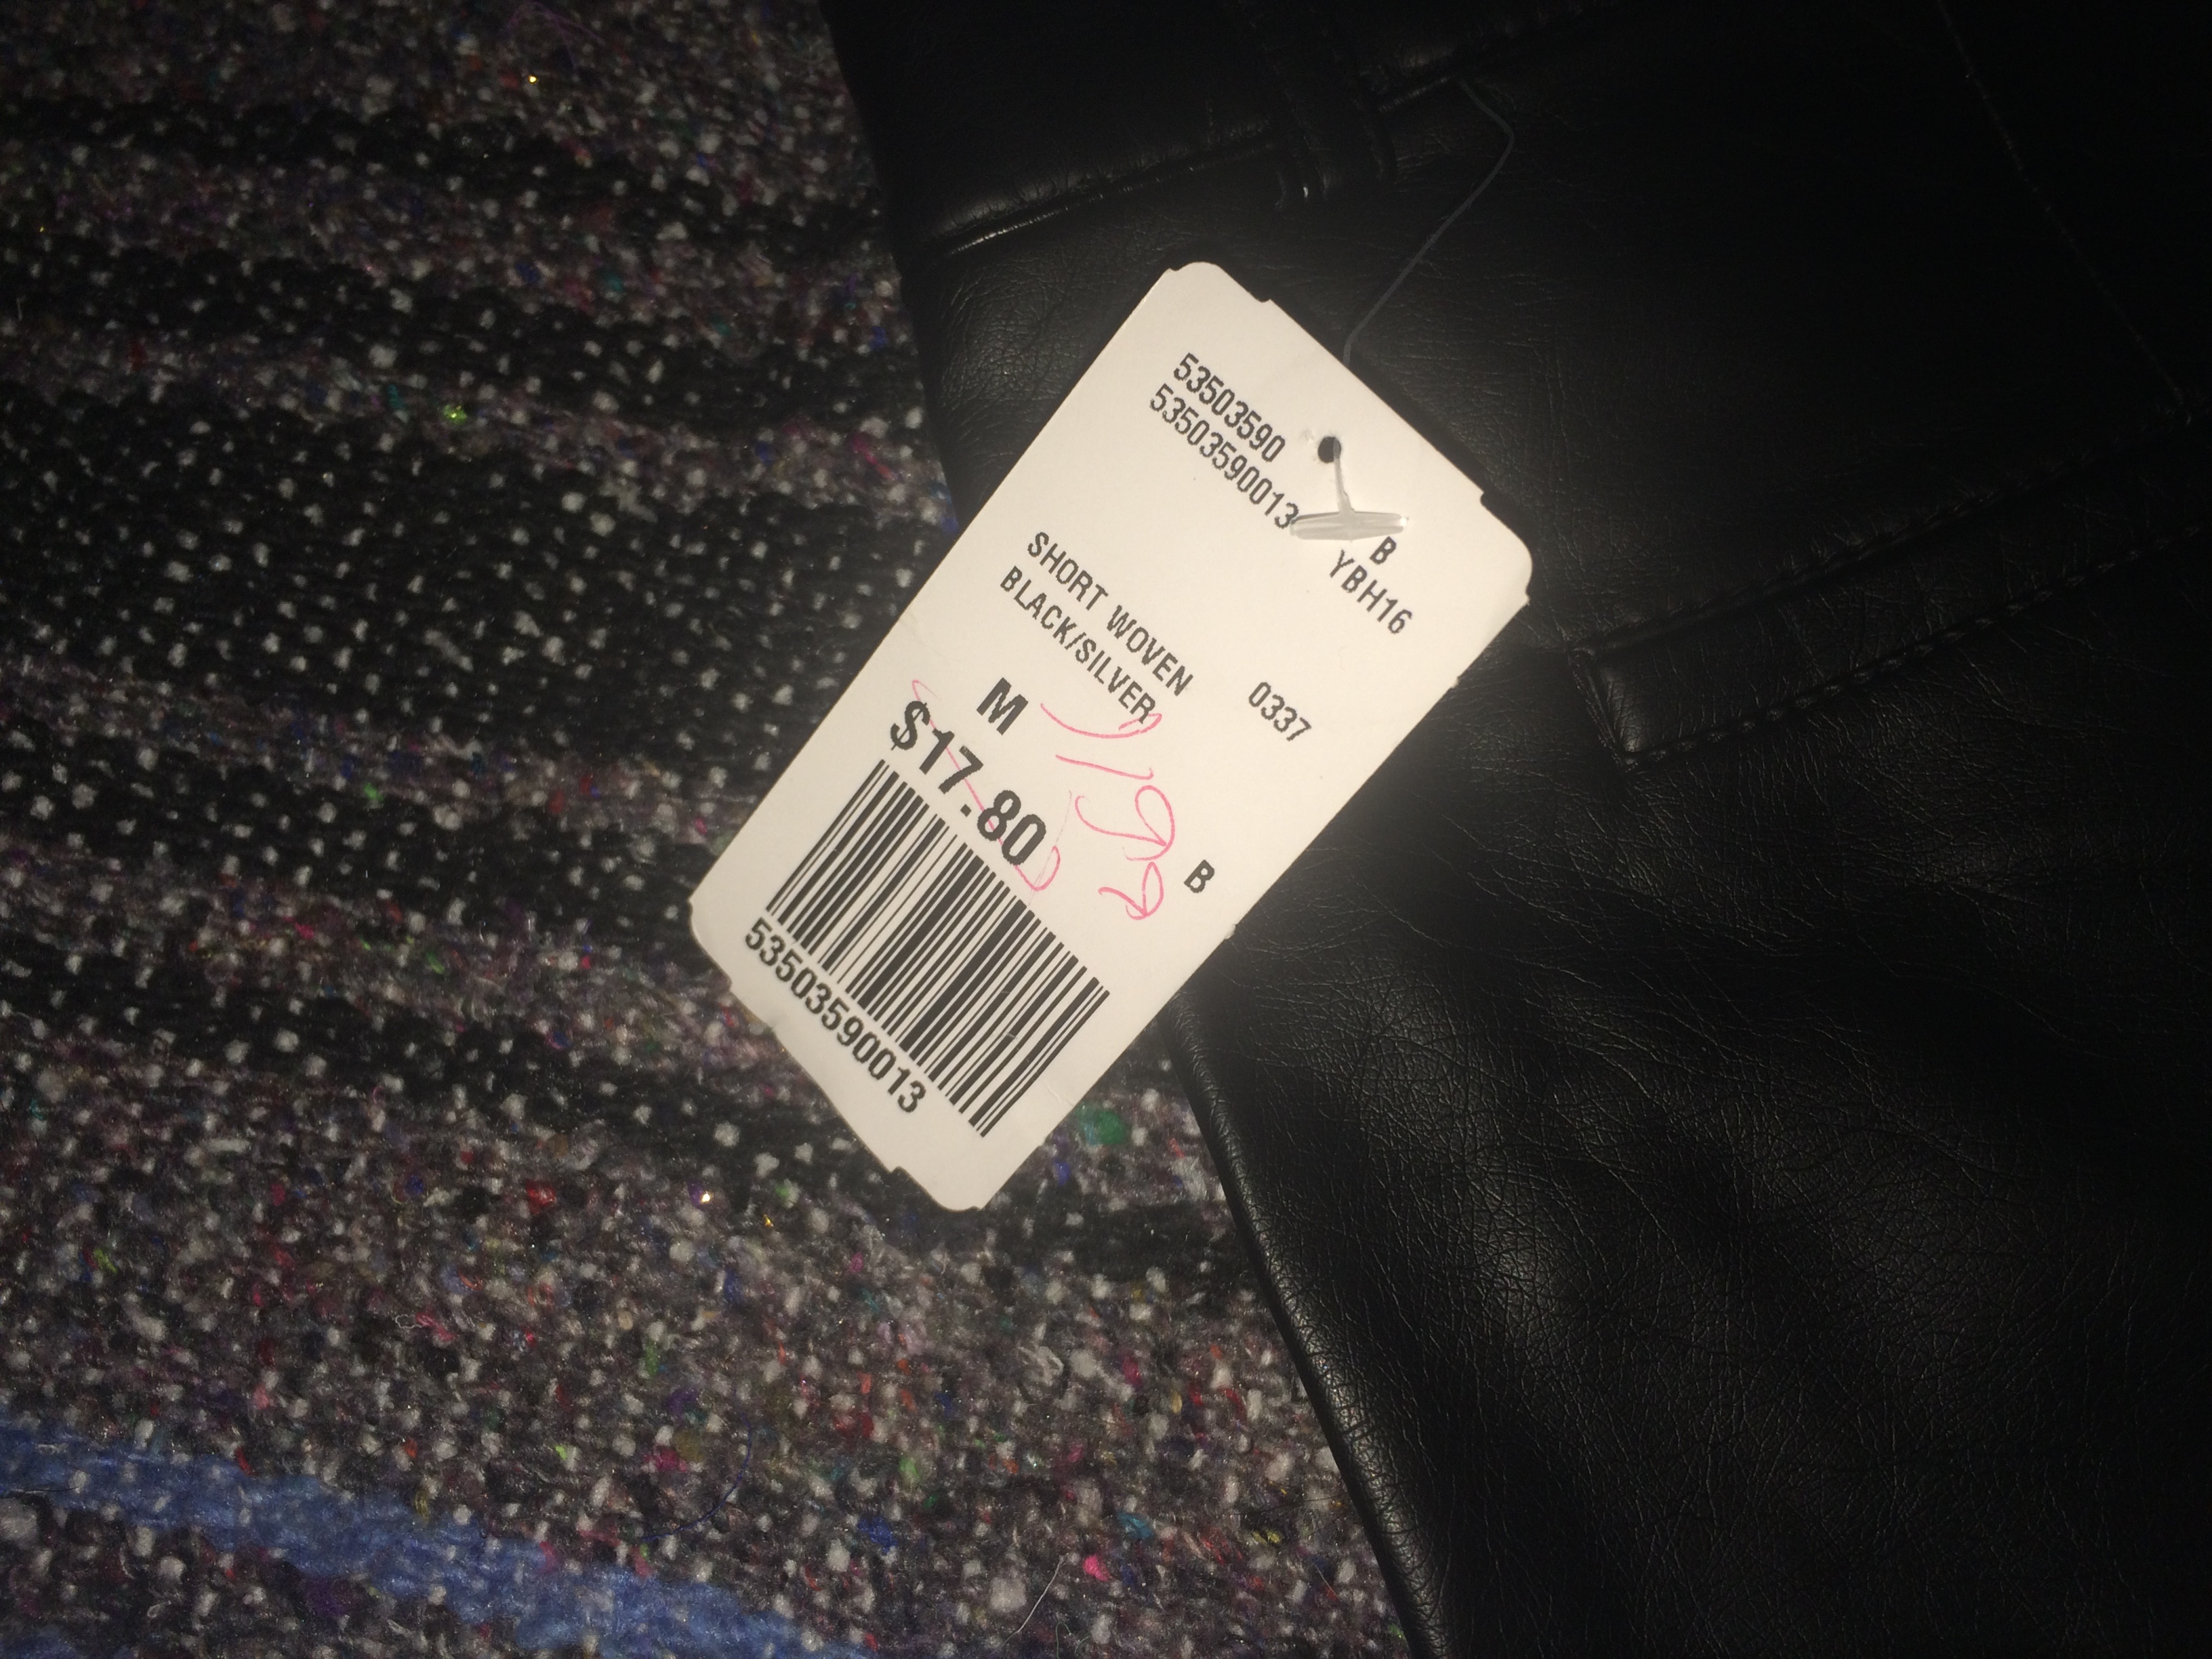 53503590
53503590013
B
YBH16
SHORT WOVEN
BLACK/SILVER
0337
M
$17.80
B
53503590013